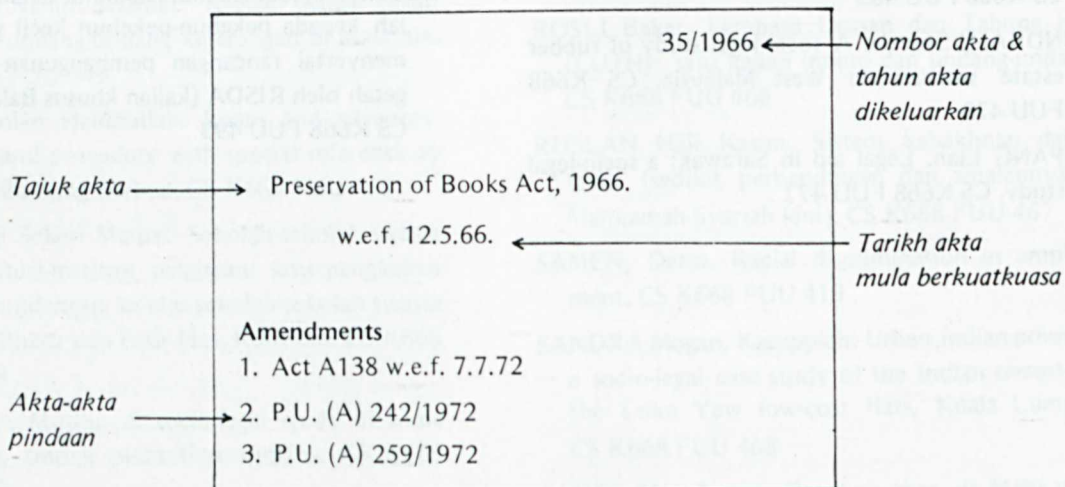 35/1966
Nombor akta &
tahun akta
dikeluarkan
Tajuk akta
Preservation of Books Act, 1966.
w.e.f. 12.5.66.
Tarikh akta
mula berkuatkuasa
Amendments
1. Act A138 w.e.f. 7.7.72
Akta-akta
pindaan
2. P.U. (A) 242/1972
3. P.U. (A) 259/1972